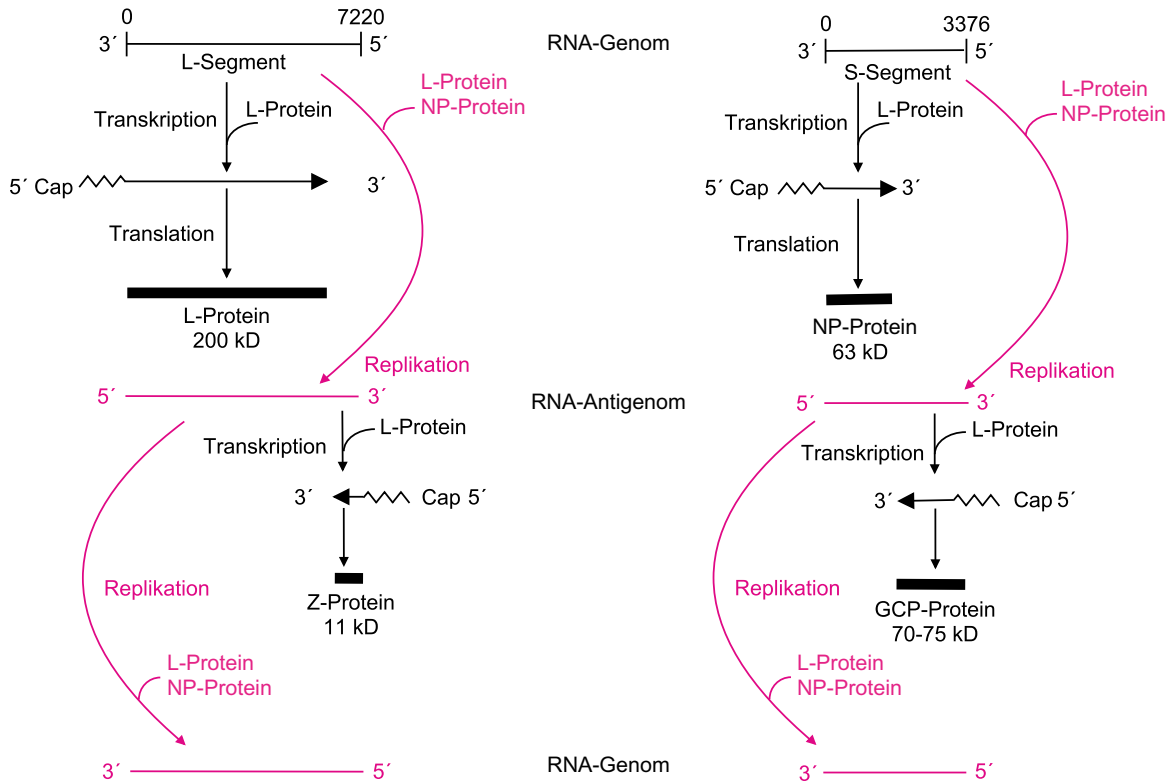 0 7220
3´ 5´
L-Segment
L-Protein
NP-Protein
Transkription
L-Protein
5´ Cap 3´
Translation
L-Protein
200 kD
Replikation
5´ 3´
Transkription
L-Protein
3´ Cap 5´
Replikation
Z-Protein
11 kD
L-Protein
NP-Protein
3´ 5´
RNA-Genom
RNA-Antigenom
RNA-Genom
0 3376
3´ 5´
S-Segment
L-Protein
NP-Protein
Transkription
L-Protein
5´ Cap 3´
Translation
NP-Protein
63 kD
Replikation
5´ 3´
Transkription
L-Protein
3´ Cap 5´
Replikation
GCP-Protein
70-75 kD
L-Protein
NP-Protein
3´ 5´